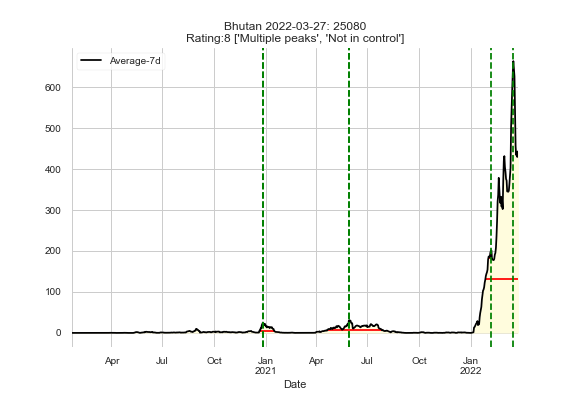 Bhutan 2022-03-27: 25080
Rating:8 ['Multiple peaks', 'Not in control']
Average-7d
600
500
400
300
200
100
0
Apr Jul Oct Jan Apr Jul Oct Jan
2021 2022
Date